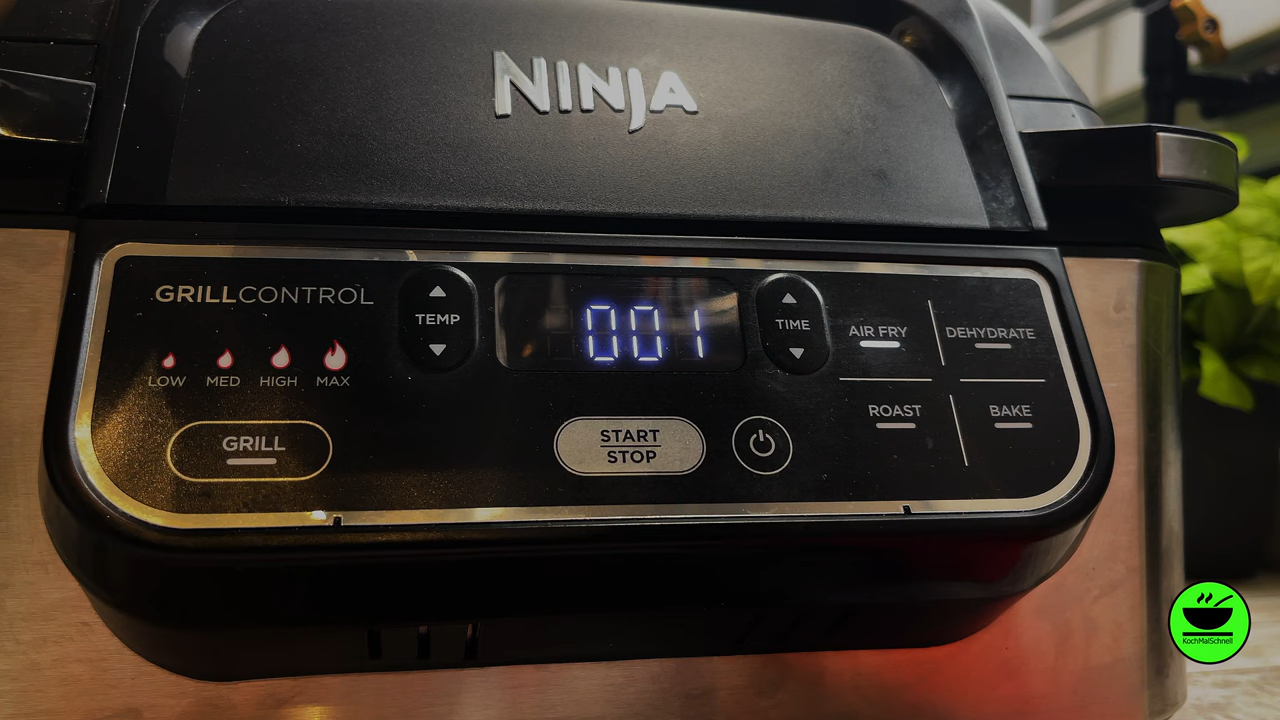 NINJA
GRILLCONTROL
TEMP
001
TIME
AIR FRY
DEHYDRATE
LOW MED HIGH MAX
ROAST
BAKE
GRILL
START
STOP
KochMalSchnell